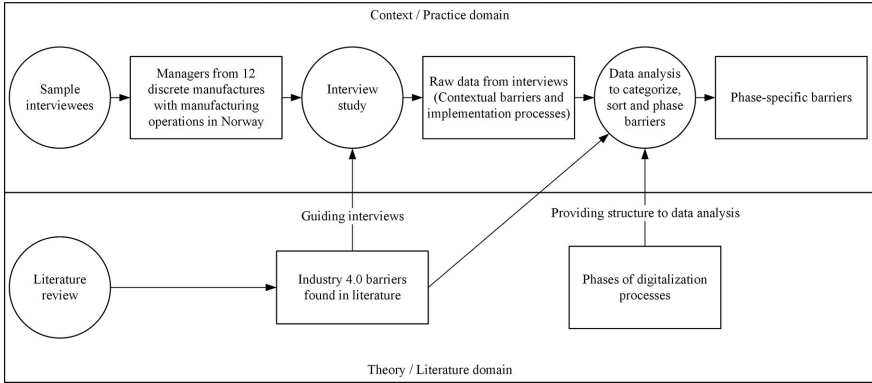 Context / Practice domain
Sample
interviewees
Managers from 12
discrete manufactures
with manufacturing
operations in Norway
Interview
study
Raw data from interviews
(Contextual barriers and
implementation processes)
Data analysis
to categorize,
sort and phase
barriers
Phase-specific barriers
Guiding interviews
Providing structure to data analysis
Literature
review
Industry 4.0 barriers
found in literature
Phases of digitalization
processes
Theory / Literature domain